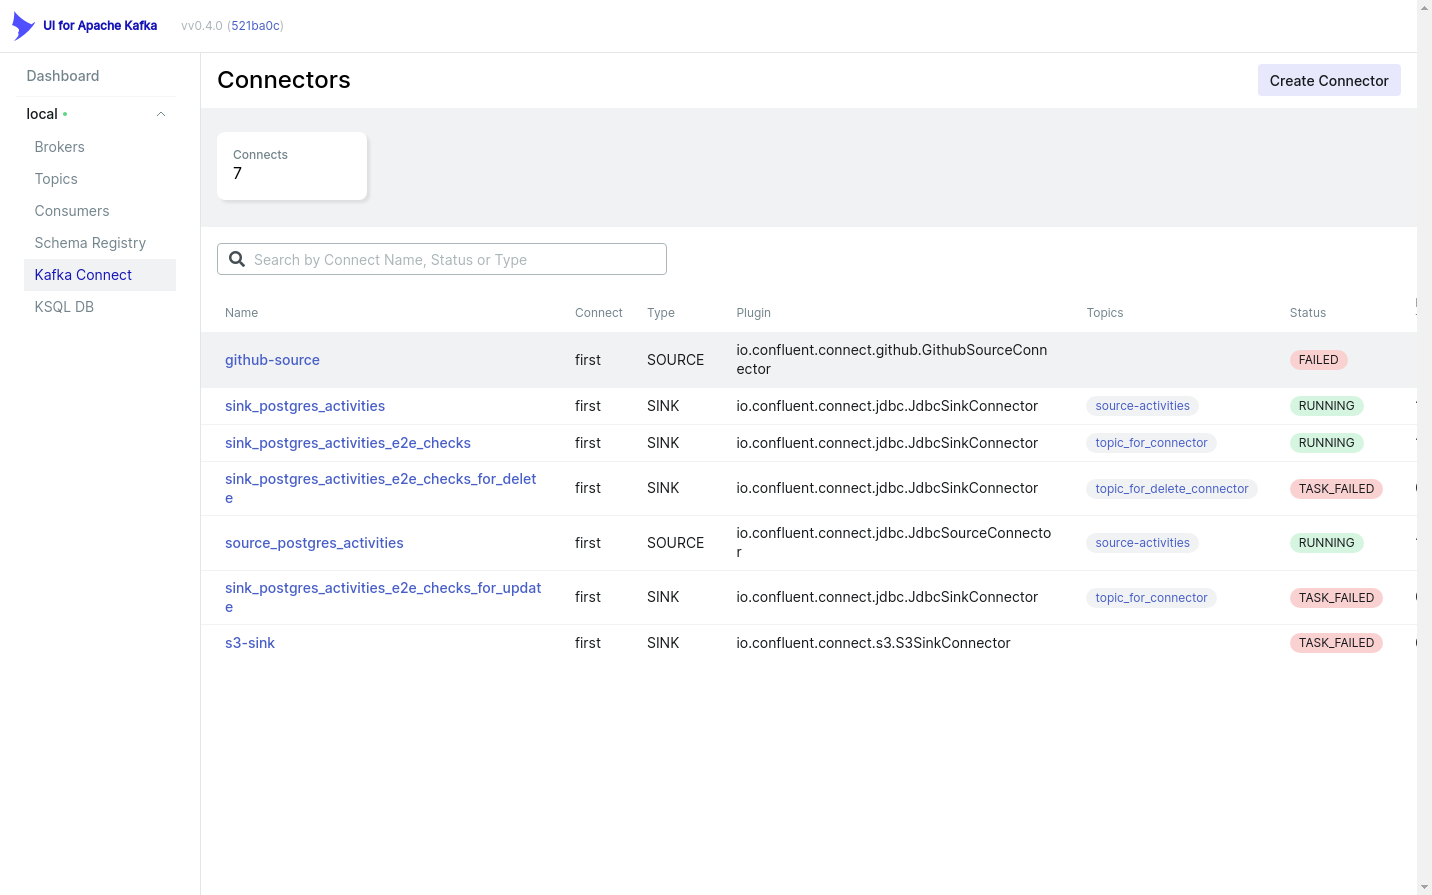 UI for Apache Kafka vv0.4.0 (521ba0c)
Dashboard
local
Brokers
Topics
Consumers
Schema Registry
Kafka Connect
KSQL DB
Connectors
Create Connector
Connects
7
Search by Connect Name, Status or Type
Name Connect Type Plugin Topics Status
github-source first SOURCE io.confluent.connect.github.GithubSourceConn
ector FAILED
sink_postgres_activities first SINK io.confluent.connect.jdbc.JdbcSinkConnector source-activities RUNNING
sink_postgres_activities_e2e_checks first SINK io.confluent.connect.jdbc.JdbcSinkConnector topic_for_connector RUNNING
sink_postgres_activities_e2e_checks_for_delet
e first SINK io.confluent.connect.jdbc.JdbcSinkConnector topic_for_delete_connector TASK_FAILED
source_postgres_activities first SOURCE io.confluent.connect.jdbc.JdbcSourceConnecto
r source-activities RUNNING
sink_postgres_activities_e2e_checks_for_updat
e first SINK io.confluent.connect.jdbc.JdbcSinkConnector topic_for_connector TASK_FAILED
s3-sink first SINK io.confluent.connect.s3.S3SinkConnector TASK_FAILED